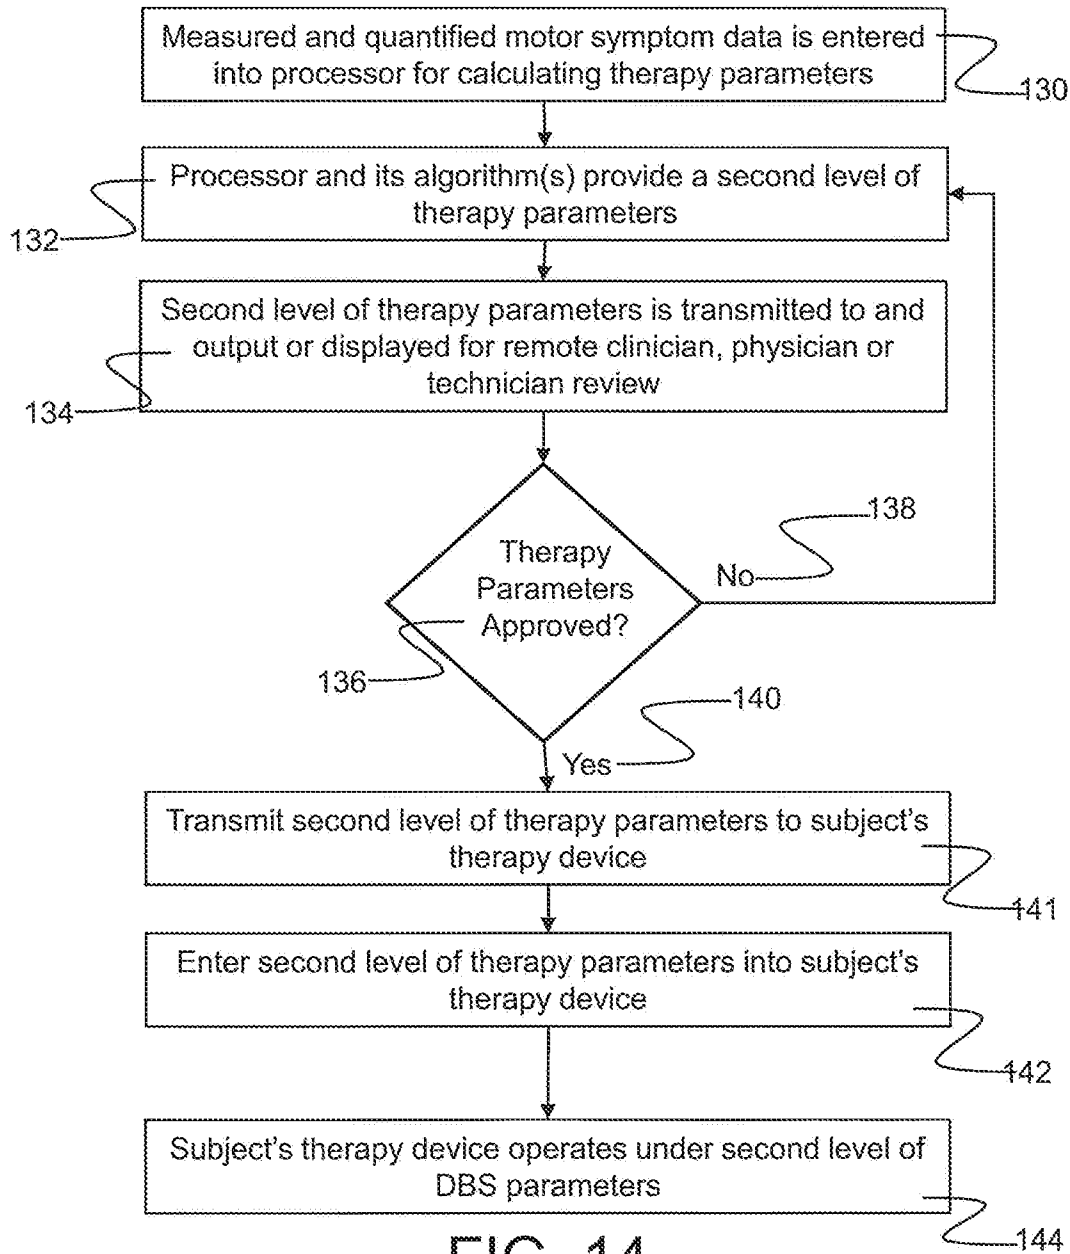 Measured and quantified motor symptom data is entered
into processor for calculating therapy parameters
130
Processor and its algorithm(s) provide a second level of
therapy parameters
132
Second level of therapy parameters is transmitted to and
output or displayed for remote clinician, physician or
technician review
134
138
Therapy
No
Parameters
Approved?
136
140
Yes
Transmit second level of therapy parameters to subject's
therapy device
141
Enter second level of therapy parameters into subject's
therapy device
142
Subject's therapy device operates under second level of
DBS parameters
144
FIG. 14